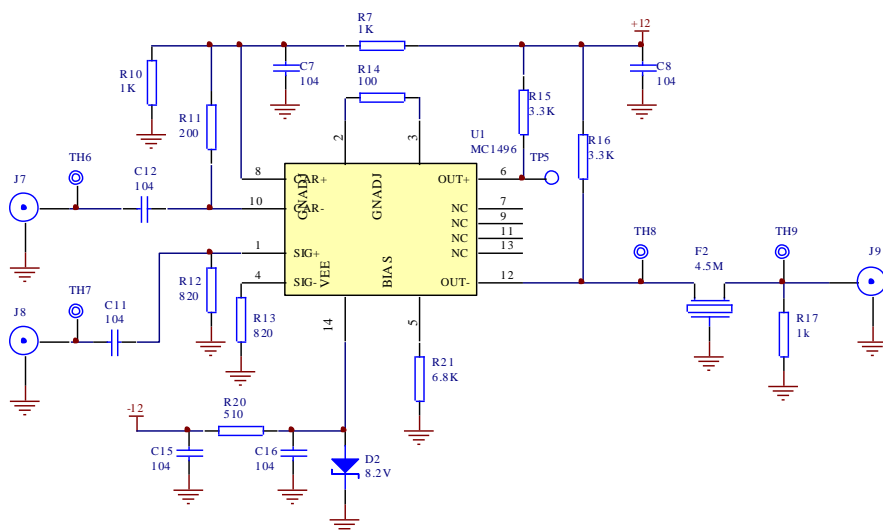 R7
1K
+12
C7
104
R14
100
C8
104
R10
1K
R11
200
R15
3.3K
R16
3.3K
2
3
U1
MC1496
TP5
TH6
C12
104
J7
8
CAR+
GNADJ
GNADJ
OUT+
6
10
CAR-
NC
7
NC
9
NC
11
NC
13
1
SIG+
4
SIG-
VEE
BIAS
OUT-
12
TH8
F2
4.5M
TH9
J9
R12
820
TH7
C11
104
J8
R13
820
14
5
R17
1k
R21
6.8K
-12
R20
510
C15
104
C16
104
D2
8.2V